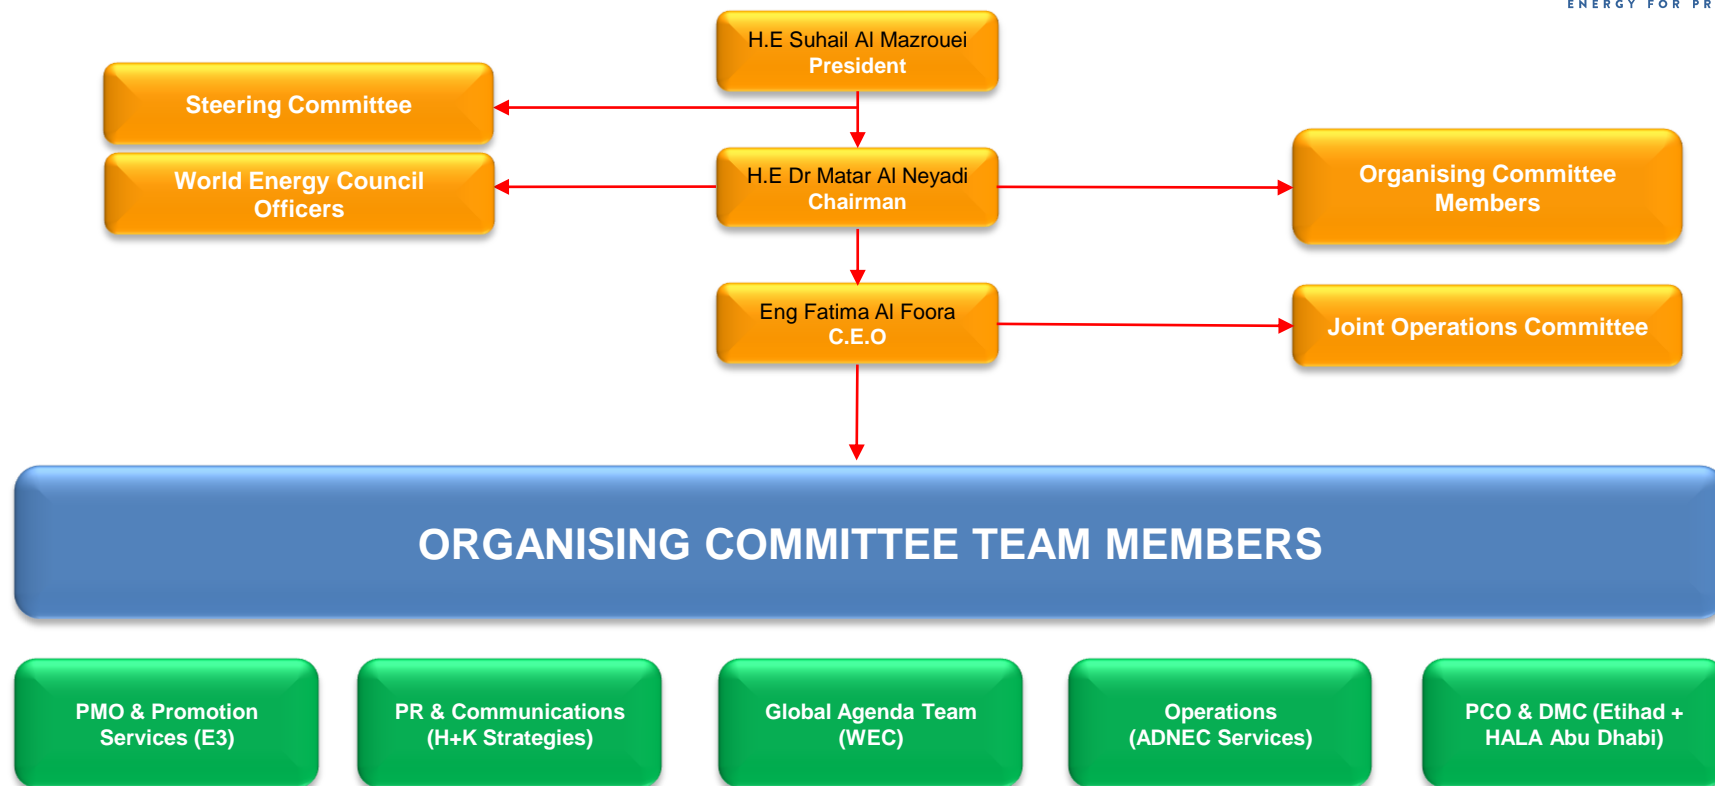 ENERGY FOR PR
H.E Suhail Al Mazrouei
President
Steering Committee
World Energy Council
Officers
H.E Dr Matar Al Neyadi
Chairman
Organising Committee
Members
Eng Fatima Al Foora
C.E.O
Joint Operations Committee
ORGANISING COMMITTEE TEAM MEMBERS
PMO & Promotion
Services (E3)
PR & Communications
(H+K Strategies)
Global Agenda Team
(WEC)
Operations
(ADNEC Services)
PCO & DMC (Etihad +
HALA Abu Dhabi)